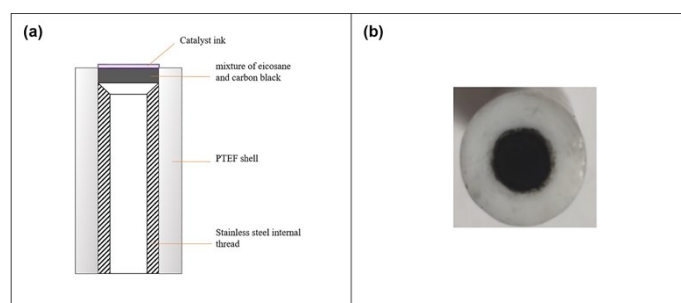 (a)
Catalyst ink
mixture of eicosane
and carbon black
PTEF shell
Stainless steel internal
thread
(b)